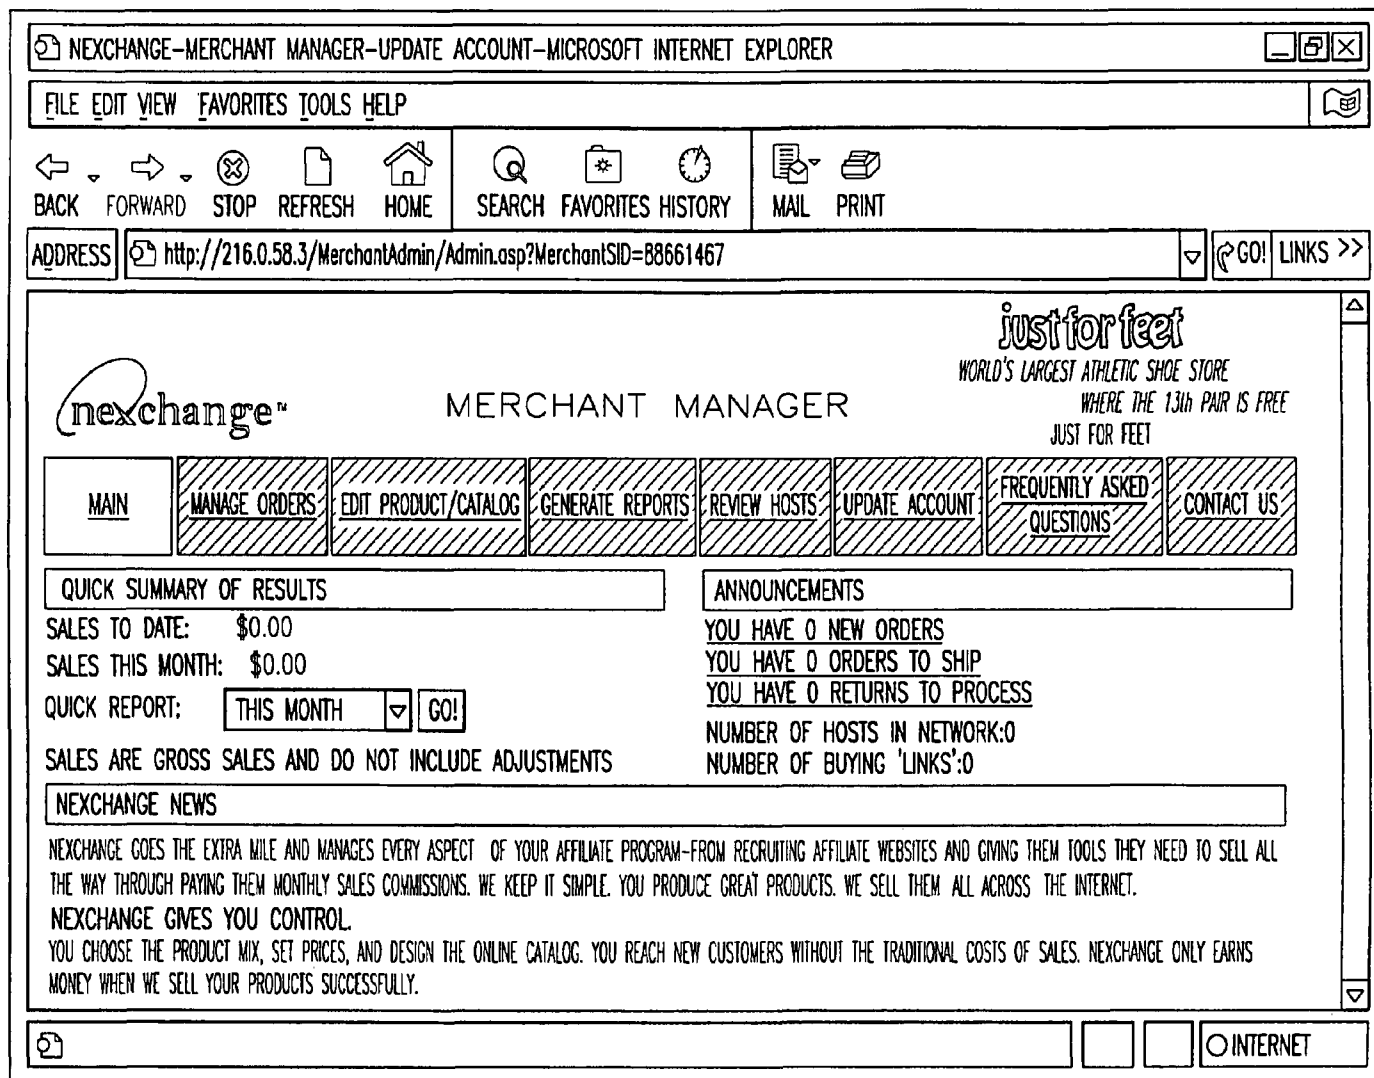 NEXCHANGE-MERCHANT MANAGER-UPDATE ACCOUNT-MICROSOFT INTERNET EXPLORER
FILE EDIT VIEW FAVORITES TOOLS HELP
BACK FORWARD STOP REFRESH HOME SEARCH FAVORITES HISTORY MAIL PRINT
ADDRESS http://216.0.58.3/MerchantAdmin/Admin.asp?MerchantSID=B8661467 GO! LINKS >>
just for feet
WORLD'S LARGEST ATHLETIC SHOE STORE
WHERE THE 13th PAIR IS FREE
JUST FOR FEET
nexchange™ MERCHANT MANAGER
MAIN MANAGE ORDERS EDIT PRODUCT/CATALOG GENERATE REPORTS REVIEW HOSTS UPDATE ACCOUNT FREQUENTLY ASKED QUESTIONS CONTACT US
QUICK SUMMARY OF RESULTS
SALES TO DATE: $0.00
SALES THIS MONTH: $0.00
QUICK REPORT: THIS MONTH GO!
SALES ARE GROSS SALES AND DO NOT INCLUDE ADJUSTMENTS
ANNOUNCEMENTS
YOU HAVE 0 NEW ORDERS
YOU HAVE 0 ORDERS TO SHIP
YOU HAVE 0 RETURNS TO PROCESS
NUMBER OF HOSTS IN NETWORK:0
NUMBER OF BUYING 'LINKS':0
NEXCHANGE NEWS
NEXCHANGE GOES THE EXTRA MILE AND MANAGES EVERY ASPECT OF YOUR AFFILIATE PROGRAM-FROM RECRUITING AFFILIATE WEBSITES AND GIVING THEM TOOLS THEY NEED TO SELL ALL
THE WAY THROUGH PAYING THEM MONTHLY SALES COMMISSIONS. WE KEEP IT SIMPLE. YOU PRODUCE GREAT PRODUCTS. WE SELL THEM ALL ACROSS THE INTERNET.
NEXCHANGE GIVES YOU CONTROL.
YOU CHOOSE THE PRODUCT MIX, SET PRICES, AND DESIGN THE ONLINE CATALOG. YOU REACH NEW CUSTOMERS WITHOUT THE TRADITIONAL COSTS OF SALES. NEXCHANGE ONLY EARNS
MONEY WHEN WE SELL YOUR PRODUCTS SUCCESSFULLY.
INTERNET